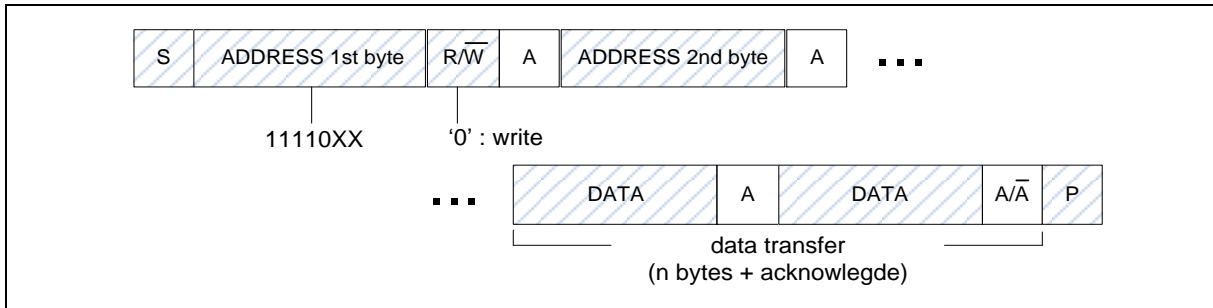 S ADDRESS 1st byte R/W̅ A ADDRESS 2nd byte A ...
11110XX '0' : write
... DATA A DATA A/A̅ P
data transfer
(n bytes + acknowlegde)